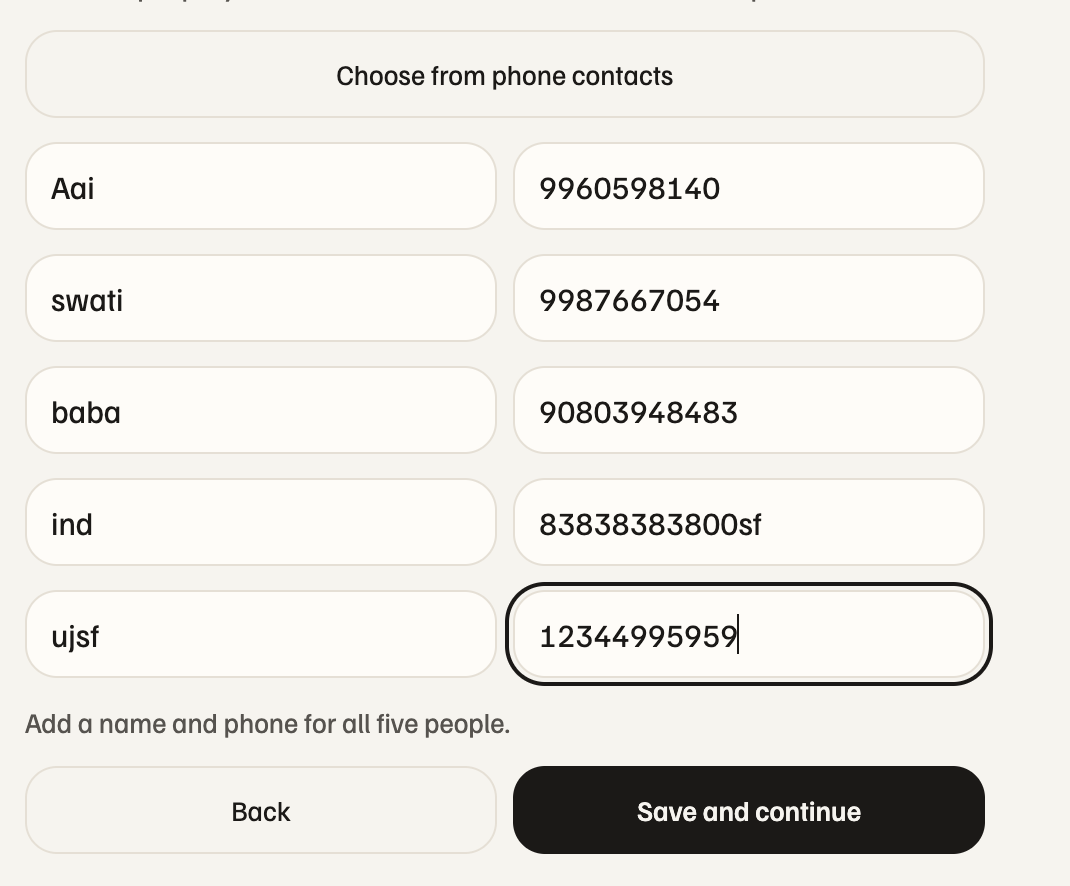 Choose from phone contacts
Aai 9960598140
swati 9987667054
baba 90803948483
ind 83838383800sf
ujsf 12344995959
Add a name and phone for all five people.
Back Save and continue